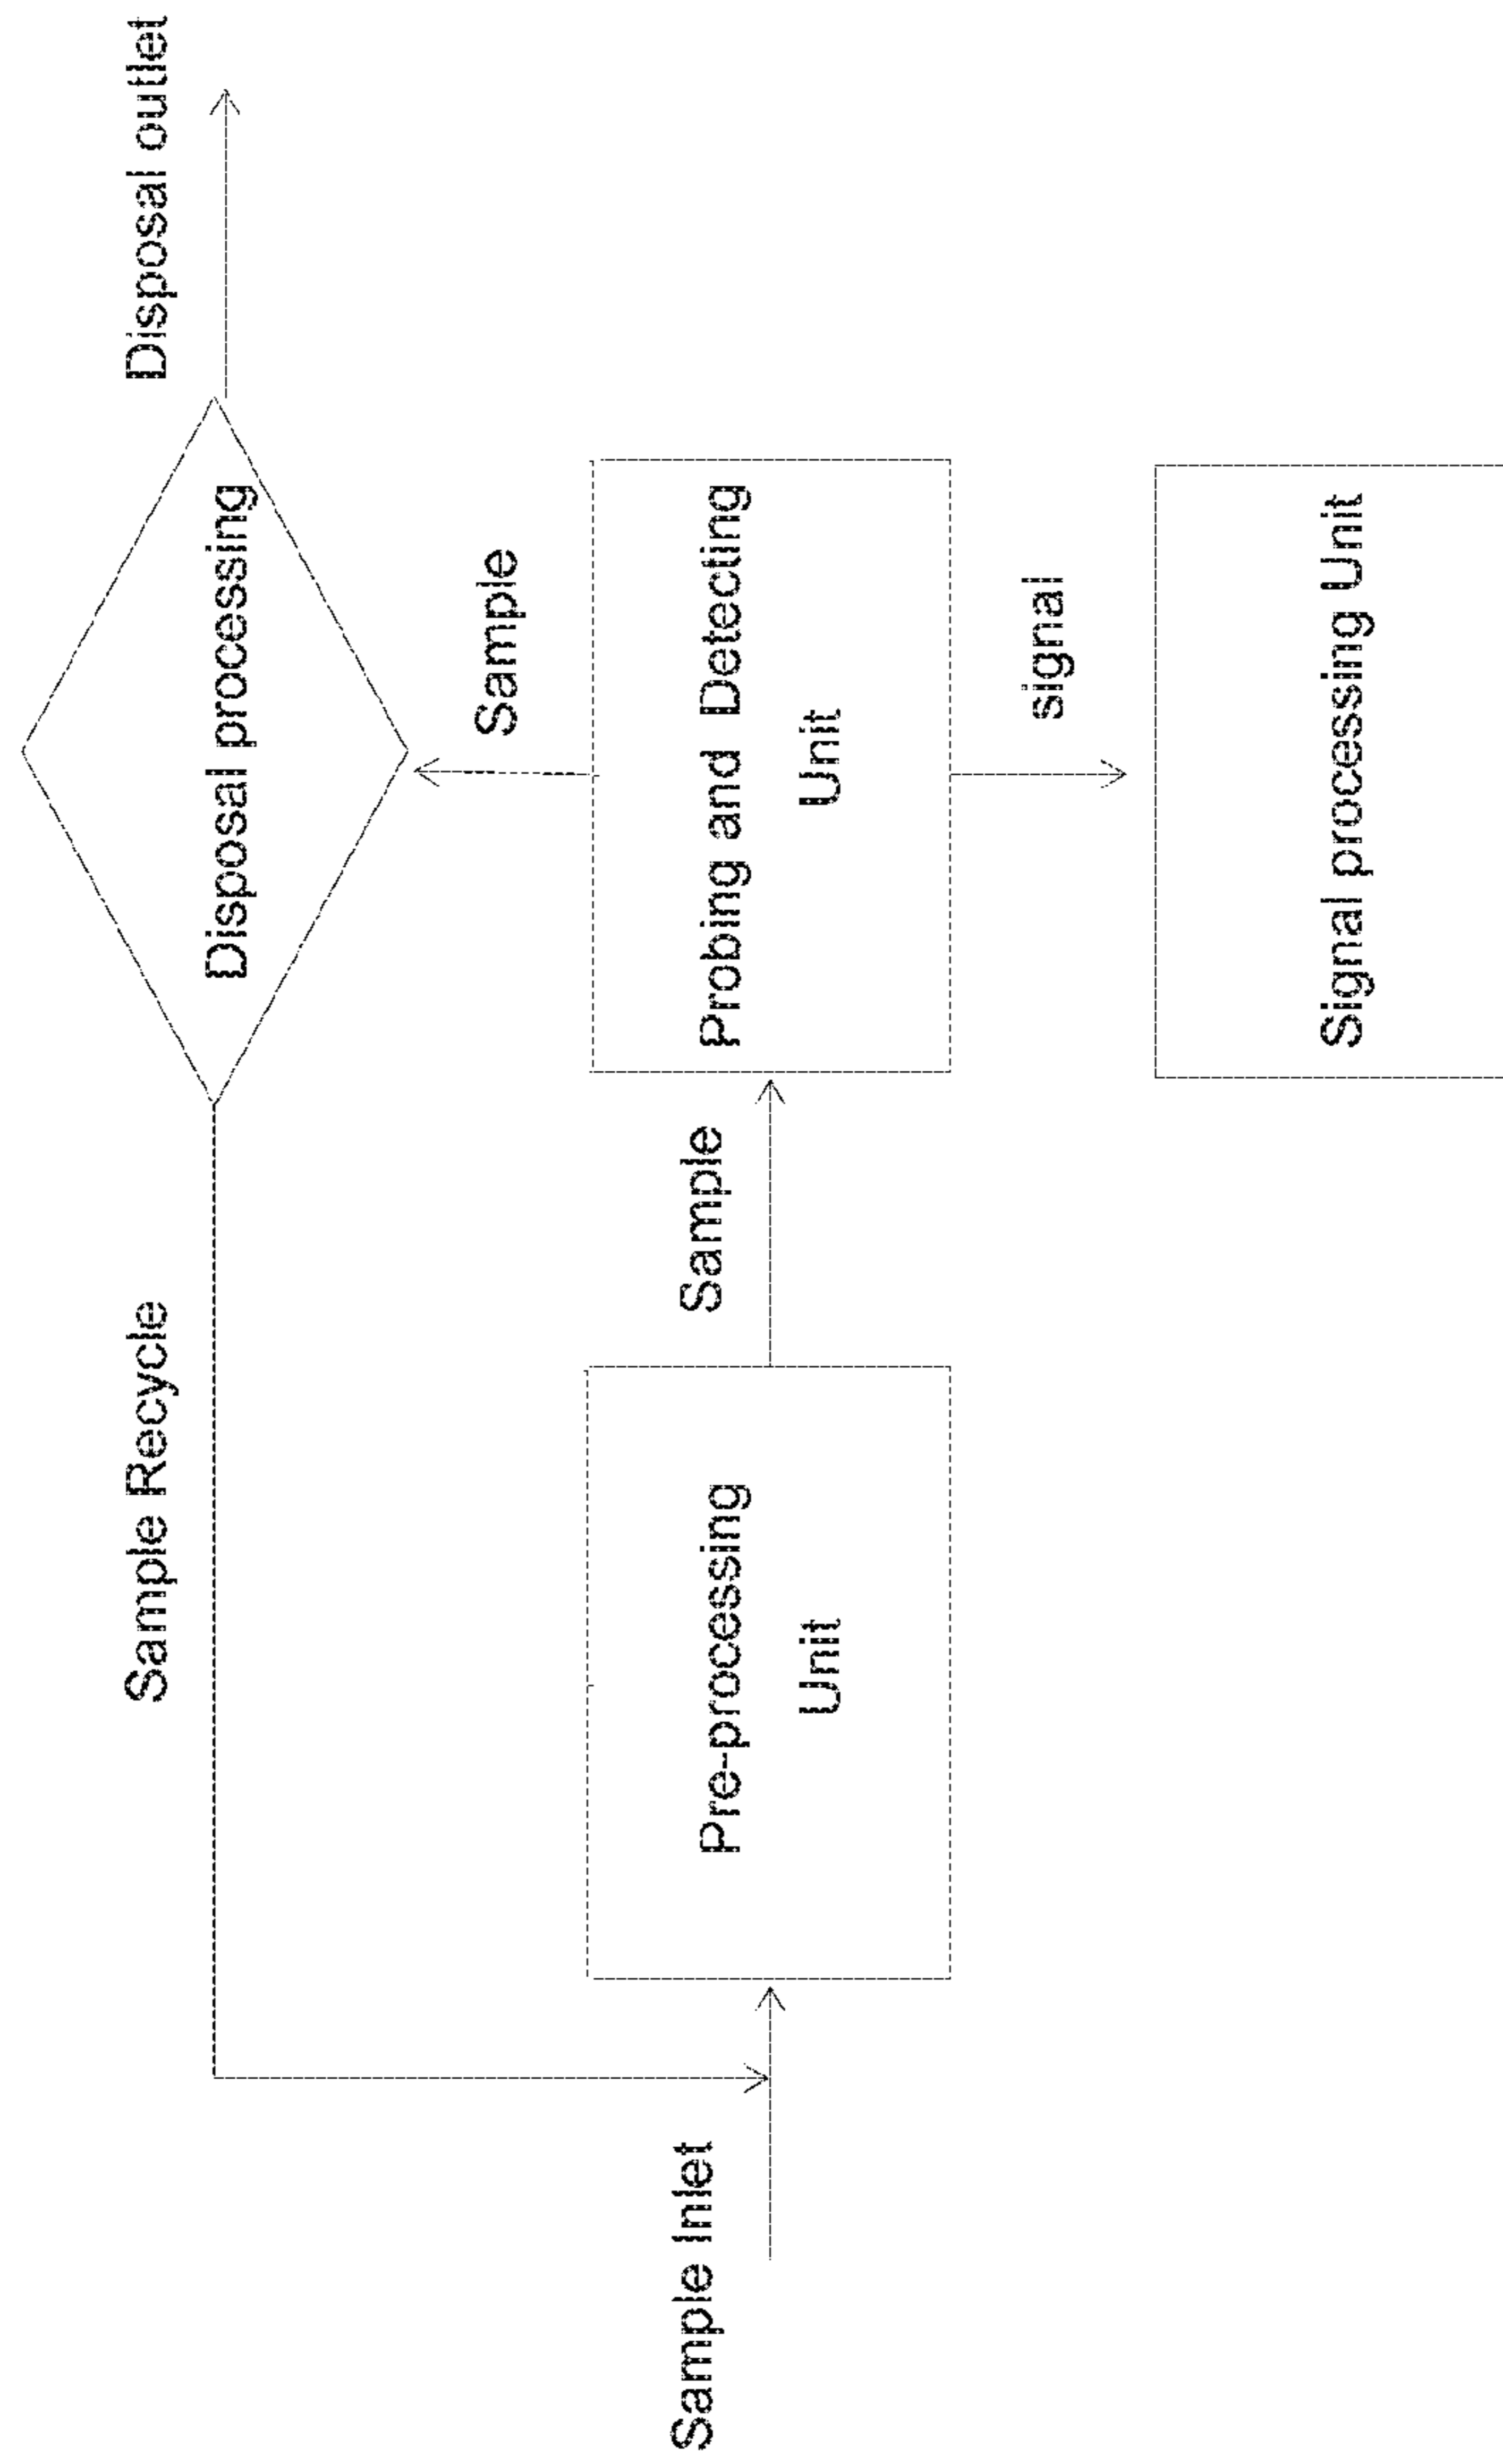 Sample Recycle
Disposal outlet
Disposal processing
Sample
Sample Inlet
Pre-processing
Unit
Sample
Probing and Detecting
Unit
signal
Signal processing Unit